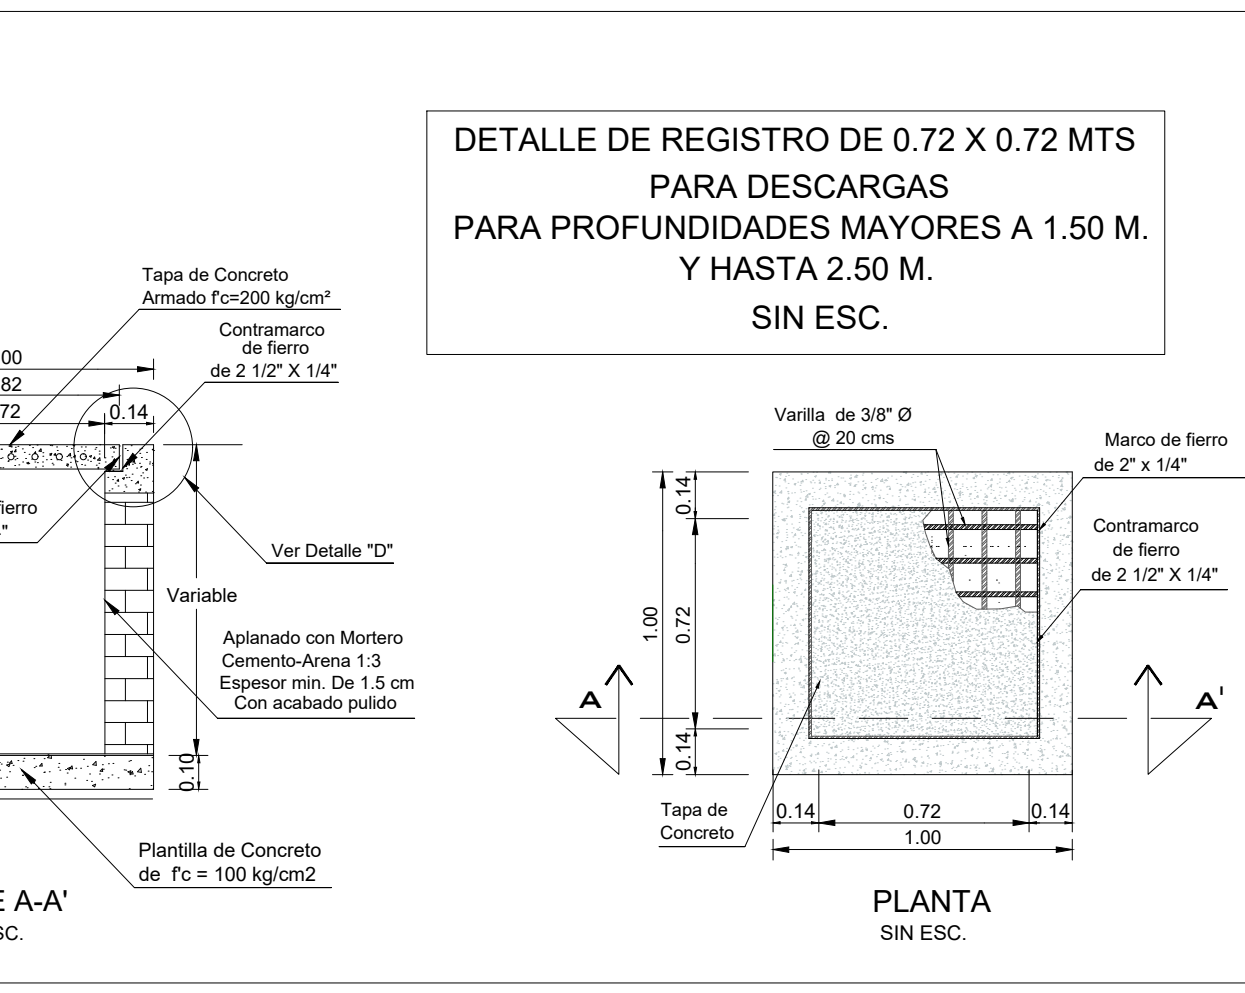 DETALLE DE REGISTRO DE 0.72 X 0.72 MTS
PARA DESCARGAS
PARA PROFUNDIDADES MAYORES A 1.50 M.
Y HASTA 2.50 M.
SIN ESC.
Tapa de Concreto
Armado f'c=200 kg/cm²
Contramarco
de fierro
de 2 1/2" X 1/4"
00
82
72
0.14
fierro
"
Ver Detalle "D"
Variable
Aplanado con Mortero
Cemento-Arena 1:3
Espesor min. De 1.5 cm
Con acabado pulido
0.10
Plantilla de Concreto
de f'c = 100 kg/cm2
E A-A'
SC.
Varilla de 3/8" Ø
@ 20 cms
Marco de fierro
de 2" x 1/4"
Contramarco
de fierro
de 2 1/2" X 1/4"
0.14
1.00
0.72
0.14
A
A'
Tapa de
Concreto
0.14
0.72
0.14
1.00
PLANTA
SIN ESC.